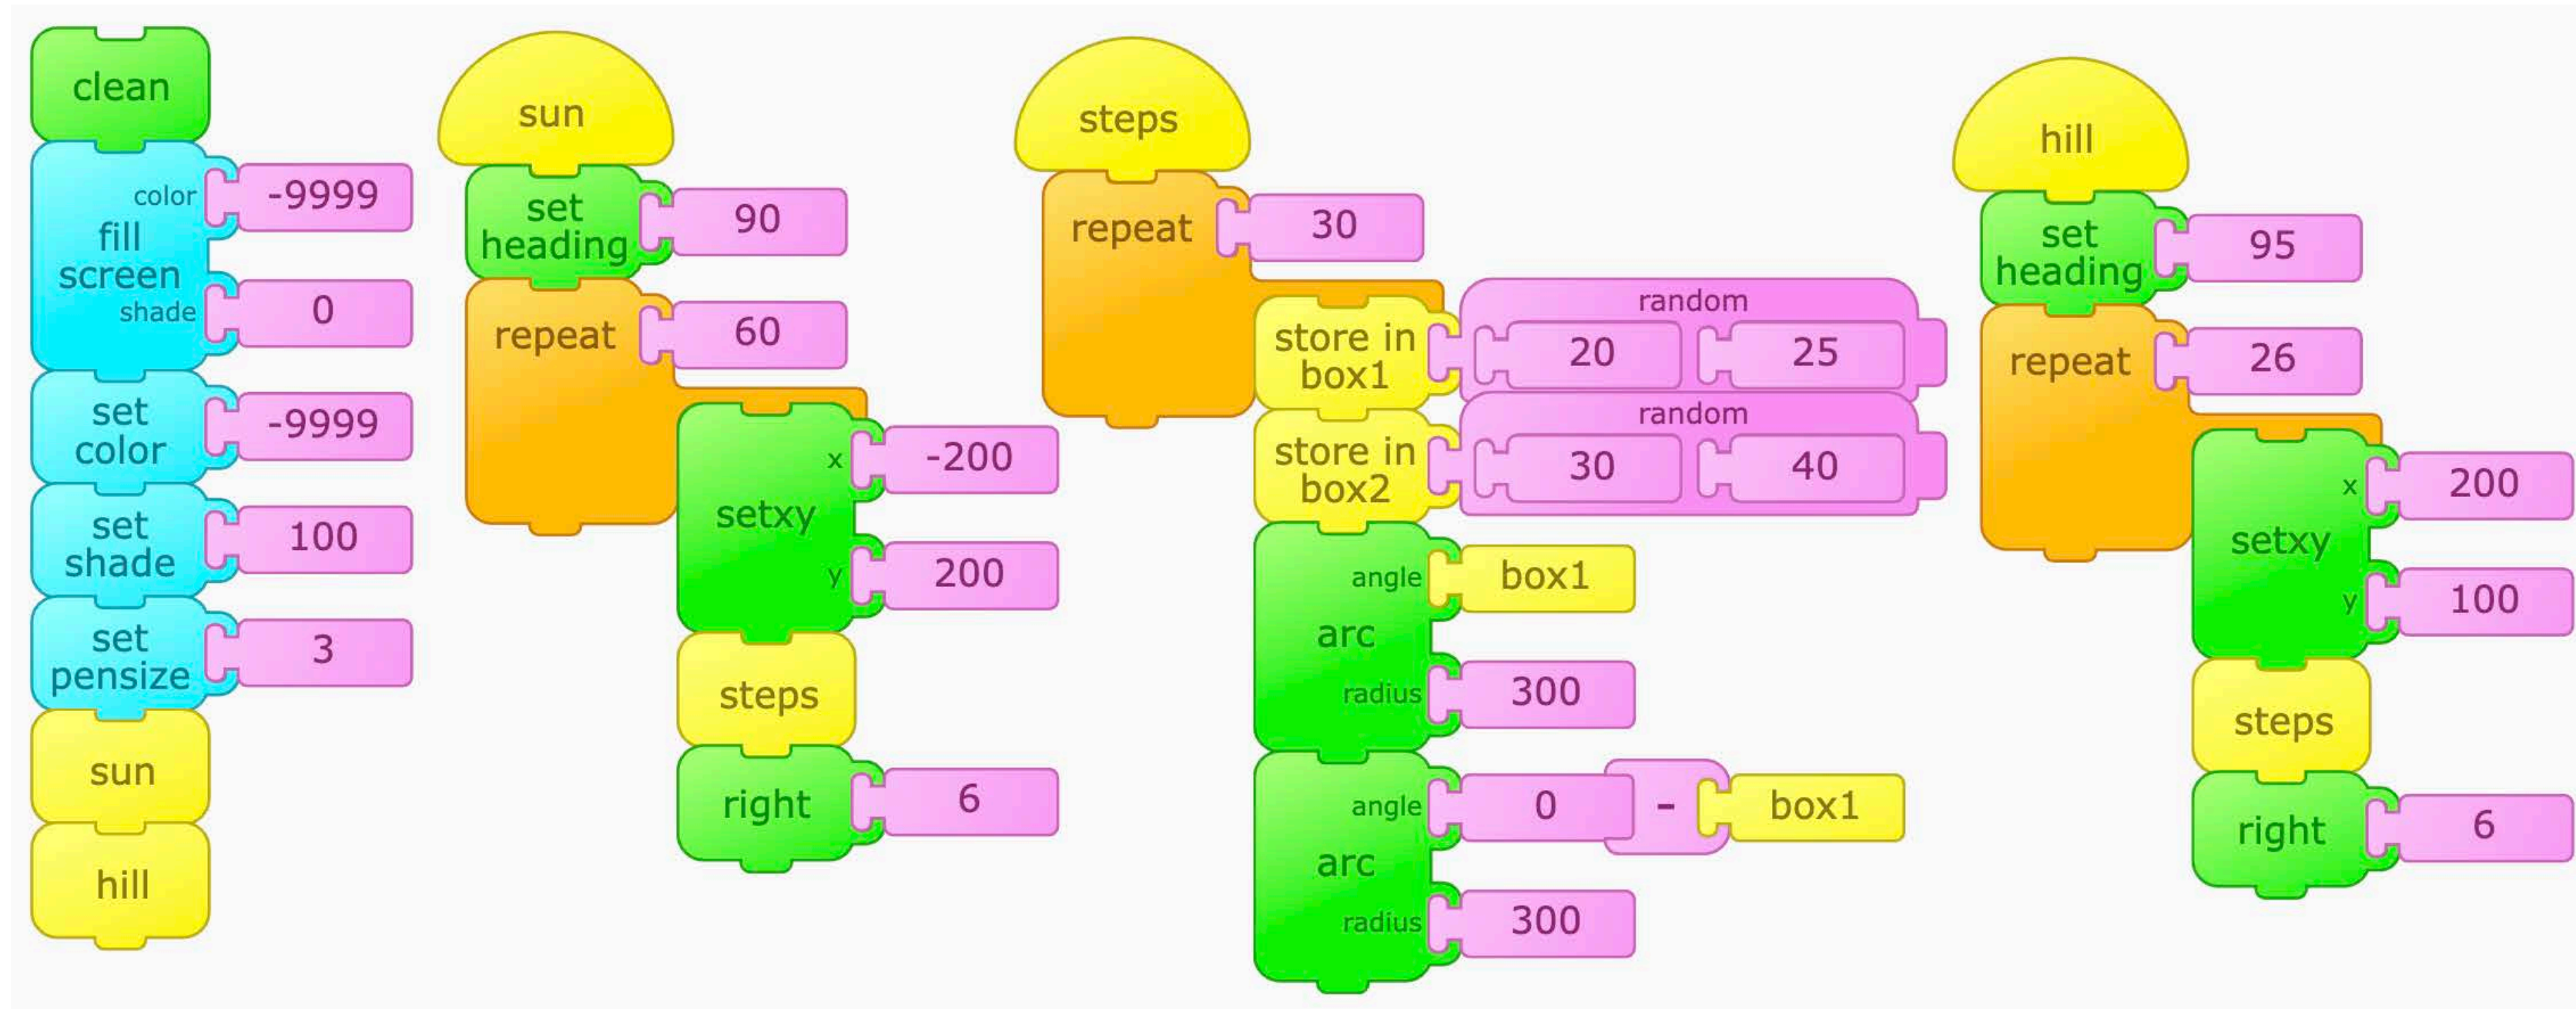 clean
color
-9999
fill
screen
shade
0
set
color
-9999
set
shade
100
set
pensize
3
sun
hill
sun
set
heading
90
repeat
60
x
-200
setxy
y
200
steps
right
6
steps
repeat
30
store in
box1
random
20
25
store in
box2
random
30
40
angle
box1
arc
radius
300
angle
0
-
box1
arc
radius
300
hill
set
heading
95
repeat
26
x
200
setxy
y
100
steps
right
6